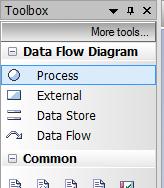 Toolbox
More tools...
Data Flow Diagram
Process
External
Data Store
Data Flow
Common